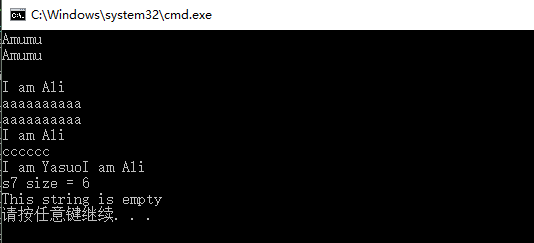 C:\Windows\system32\cmd.exe
Amumu
Amumu
I am Ali
aaaaaaaaaa
aaaaaaaaaa
I am Ali
cccccc
I am YasuoI am Ali
s7 size = 6
This string is empty
请按任意键继续. . .